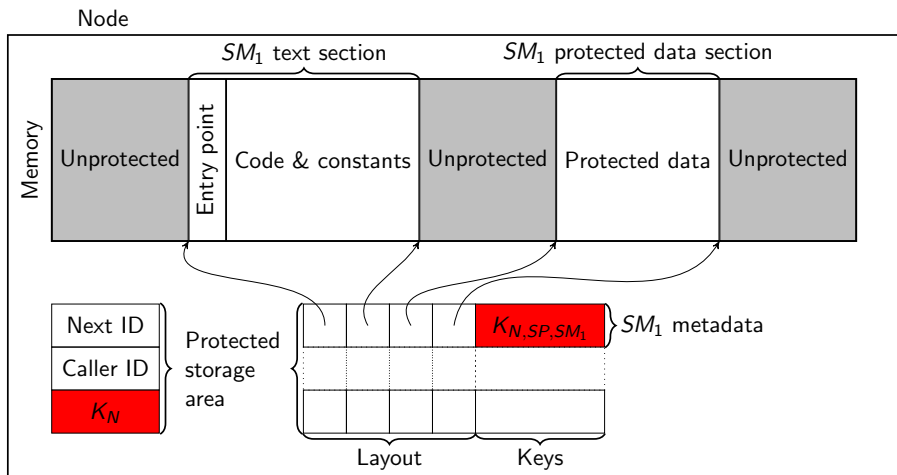 Node
SM₁ text section
SM₁ protected data section
Memory
Unprotected
Entry point
Code & constants
Unprotected
Protected data
Unprotected
Next ID
Caller ID
K_N
Protected
storage
area
K_{N,SP,SM₁}
SM₁ metadata
Layout
Keys